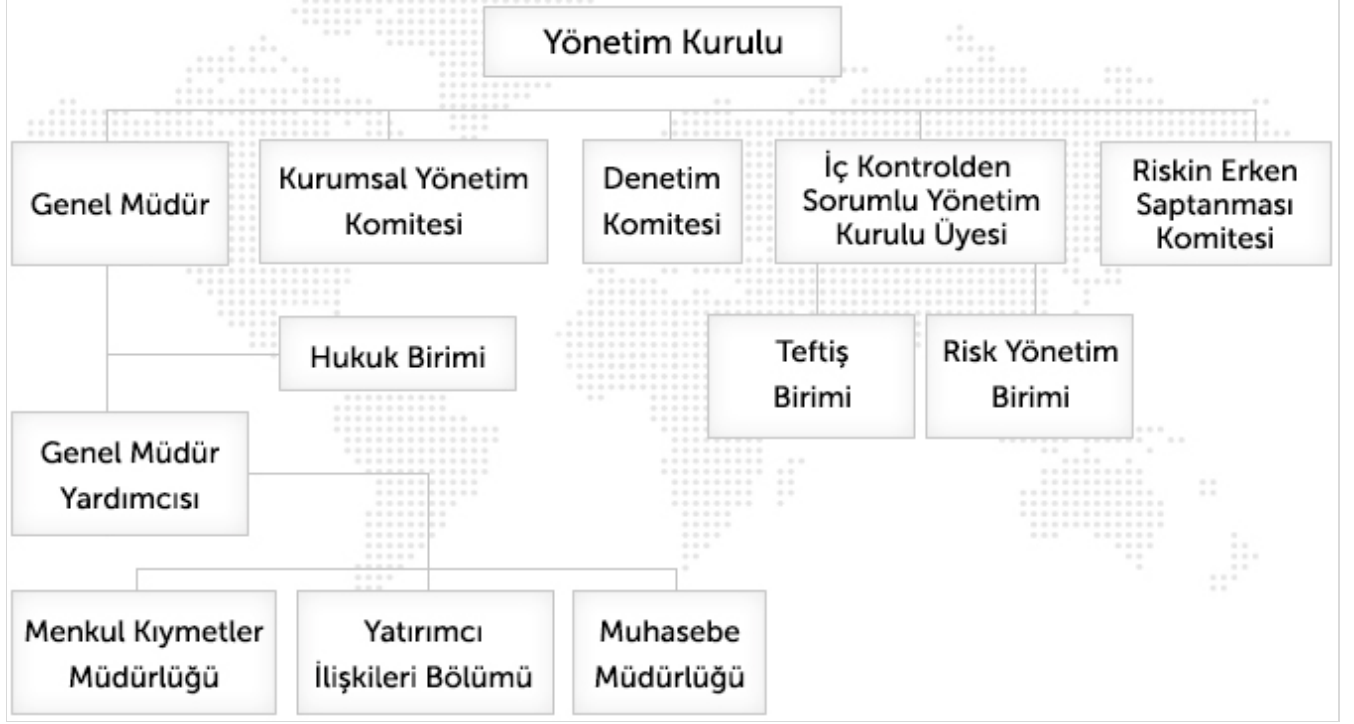 Yönetim Kurulu
Genel Müdür
Kurumsal Yönetim
Komitesi
Denetim
Komitesi
İç Kontrolden
Sorumlu Yönetim
Kurulu Üyesi
Riskin Erken
Saptanması
Komitesi
Hukuk Birimi
Teftiş
Birimi
Risk Yönetim
Birimi
Genel Müdür
Yardımcısı
Menkul Kıymetler
Müdürlüğü
Yatırımcı
İlişkileri Bölümü
Muhasebe
Müdürlüğü